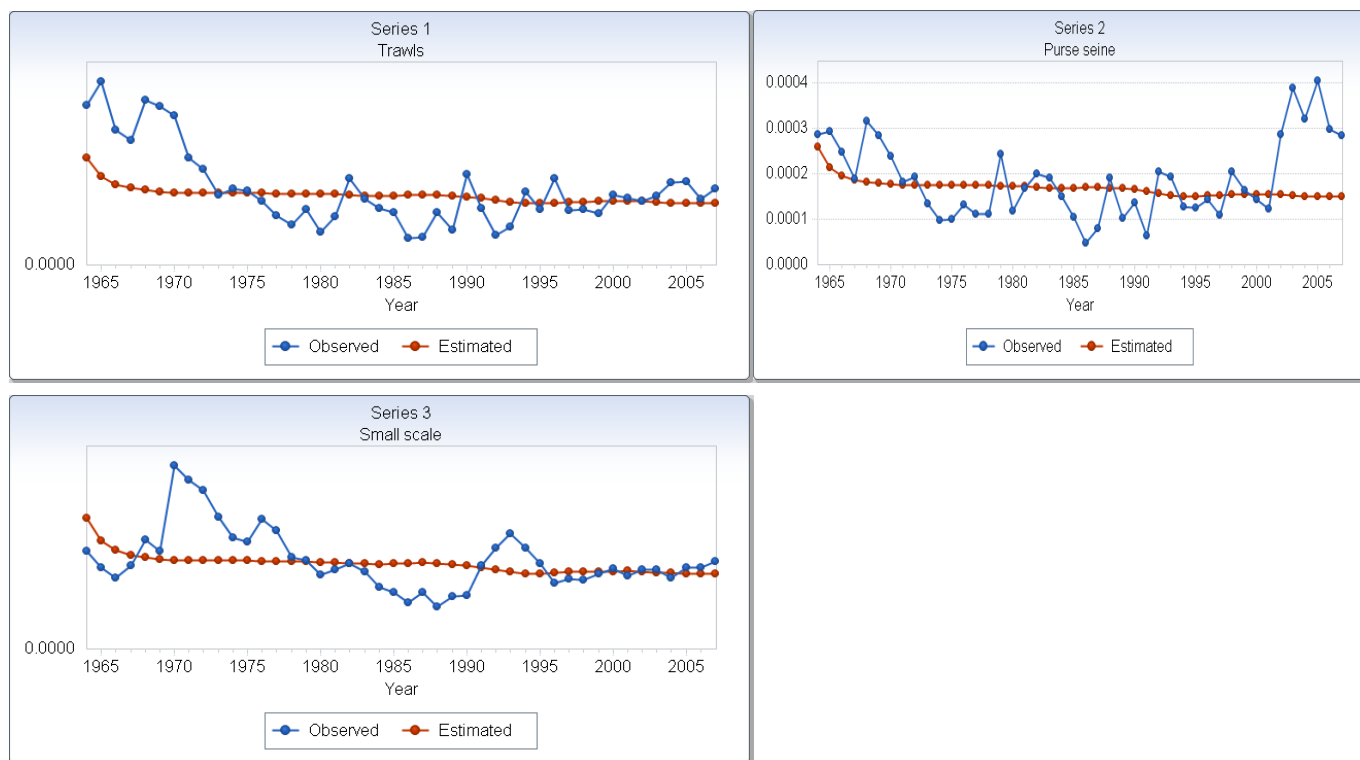 Series 1
Trawls
0.0000
1965 1970 1975 1980 1985 1990 1995 2000 2005
Year
Observed Estimated
Series 2
Purse seine
0.0004
0.0003
0.0002
0.0001
0.0000
1965 1970 1975 1980 1985 1990 1995 2000 2005
Year
Observed Estimated
Series 3
Small scale
0.0000
1965 1970 1975 1980 1985 1990 1995 2000 2005
Year
Observed Estimated